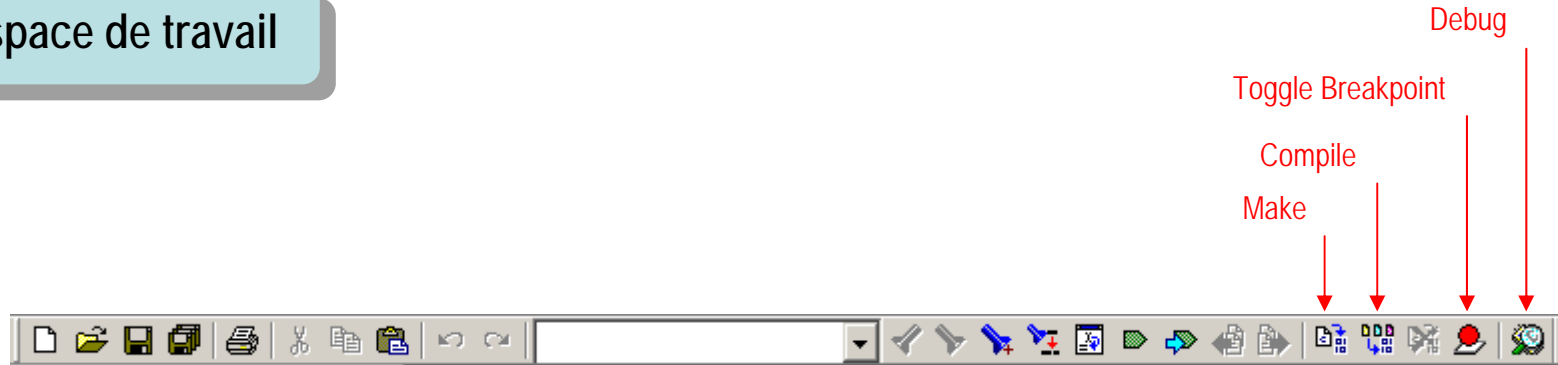 space de travail
Debug
Toggle Breakpoint
Compile
Make